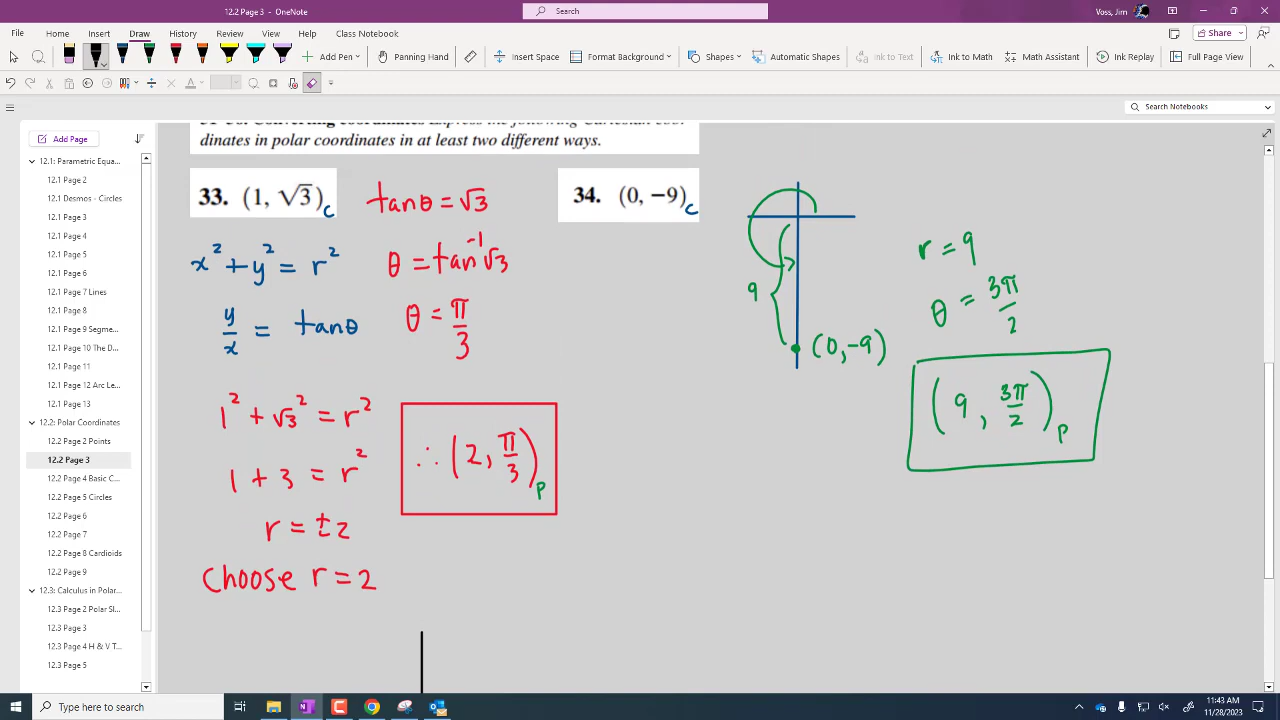 12.2 Page 3 - OneNote
Search
Voss, Jim
File Home Insert Draw History Review View Help Class Notebook
Share
Add Pen
Panning Hand
Insert Space
Format Background
Shapes
Automatic Shapes
Ink to Shape
Ink to Text
Ink to Math
Math Assistant
Replay
Full Page View
Search Notebooks
Add Page
12.1: Parametric Equa...
12.1 Page 2
12.1 Desmos - Circles
12.1 Page 3
12.1 Page 4
12.1 Page 5
12.1 Page 6
12.1 Page 7 Lines
12.1 Page 8
12.1 Page 9 Segme...
12.1 Page 10 The D...
12.1 Page 11
12.1 Page 12 Arc Le...
12.1 Page 13
12.2: Polar Coordinates
12.2 Page 2 Points
12.2 Page 3
12.2 Page 4 Basic C...
12.2 Page 5 Circles
12.2 Page 6
12.2 Page 7
12.2 Page 8 Cardioids
12.2 Page 9
12.3: Calculus in Polar...
12.3 Page 2 Polar Sl...
12.3 Page 3
12.3 Page 4 H & V T...
12.3 Page 5
dinates in polar coordinates in at least two different ways.
33. (1, √3)C
tanθ = √3
x² + y² = r²
θ = tan⁻¹√3
y/x = tanθ
θ = π/3
1² + √3² = r²
1 + 3 = r²
∴ (2, π/3)P
r = ±2
Choose r = 2
34. (0, −9)C
9
(0, -9)
r = 9
θ = 3π/2
(9, 3π/2)P
Type here to search
11:43 AM
11/28/2023